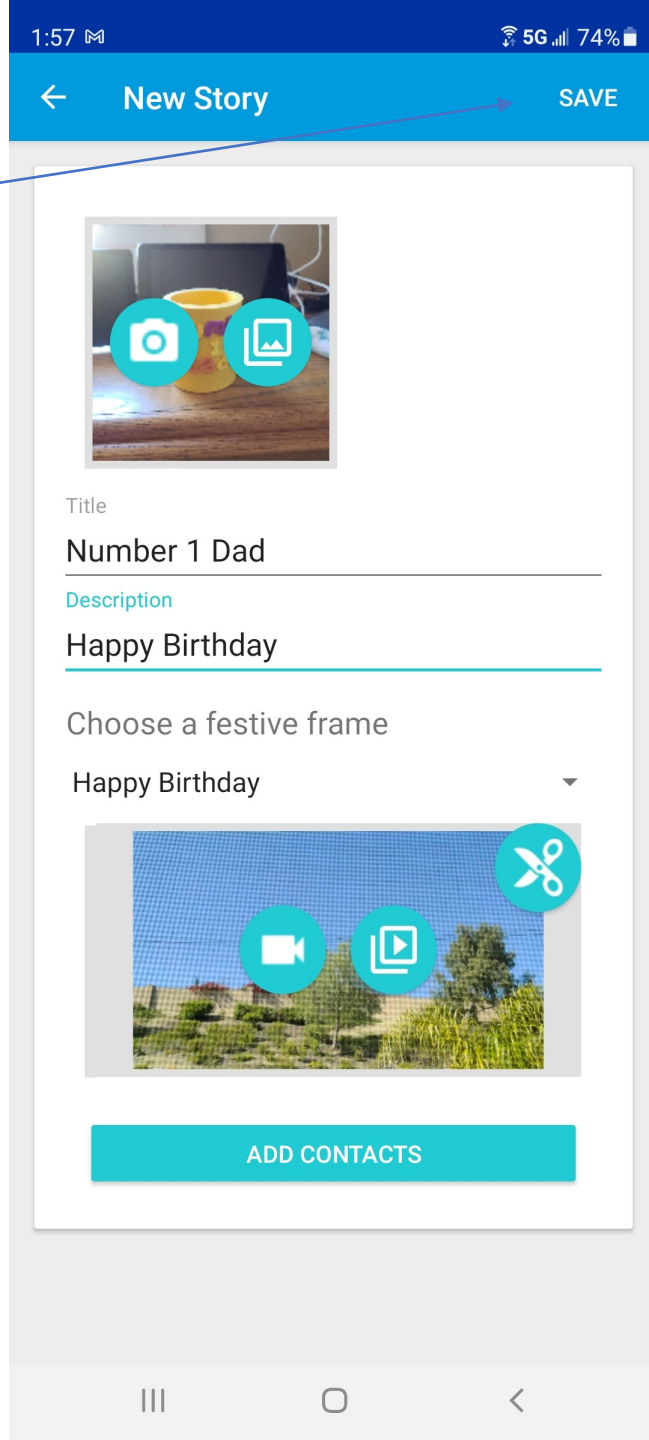 1:57 5G 74%
New Story SAVE
Title
Number 1 Dad
Description
Happy Birthday
Choose a festive frame
Happy Birthday
ADD CONTACTS